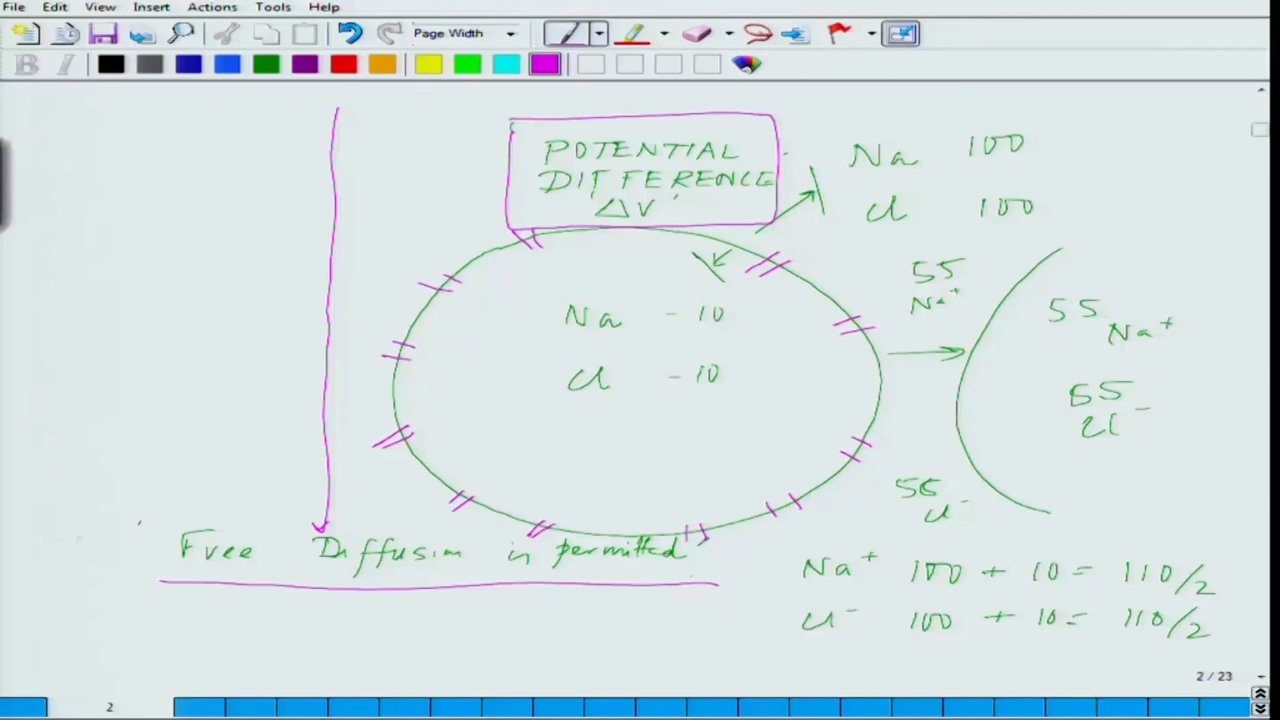 File Edit View Insert Actions Tools Help
Page Width
B I
POTENTIAL
DIFFERENCE
ΔV
Na 100
Cl 100
Na - 10
Cl - 10
55
Na+
55
Na+
55
Cl-
55
Cl-
Free Diffusion is permitted
Na+ 100 + 10 = 110/2
Cl- 100 + 10 = 110/2
2 / 23
2